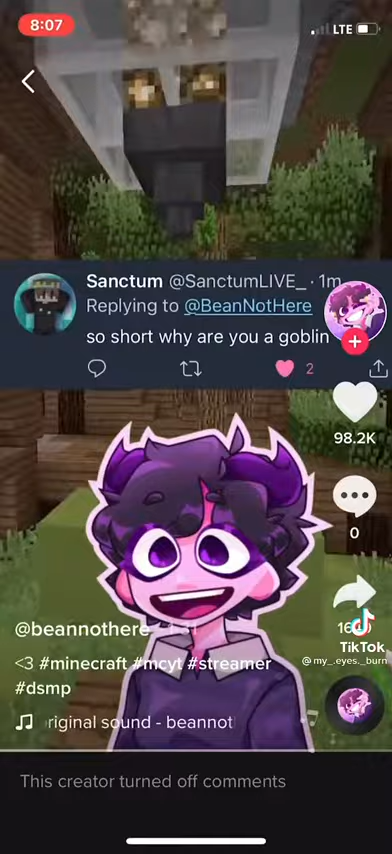 8:07
LTE
Sanctum @SanctumLIVE_ · 1m
Replying to @BeanNotHere
so short why are you a goblin
2
98.2K
0
@beannothere
TikTok
@my_.eyes._burn
<3 #minecraft #mcyt #streamer
#dsmp
riginal sound - beannot
This creator turned off comments